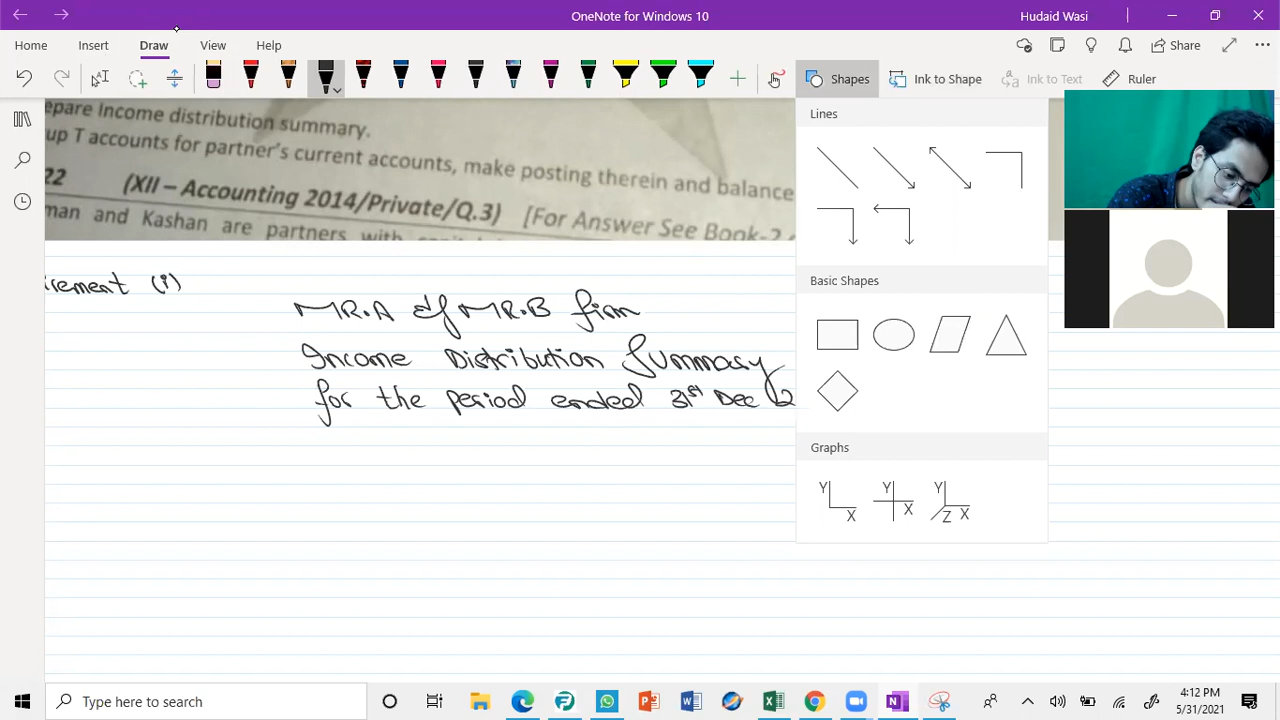 OneNote for Windows 10
Hudaid Wasi
Home Insert Draw View Help
Share
Shapes
Ink to Shape
Ink to Text
Ruler
epare Income distribution summary.
up T accounts for partner's current accounts, make posting therein and balance
22 (XII – Accounting 2014/Private/Q.3) [For Answer See Book-2
man and Kashan are partners with
irement (i)
MR.A & MR.B firm
Income Distribution Summary
for the period ended 31st Dec 2
Lines
Basic Shapes
Graphs
Y X
Y X
Y Z X
Type here to search
4:12 PM
5/31/2021